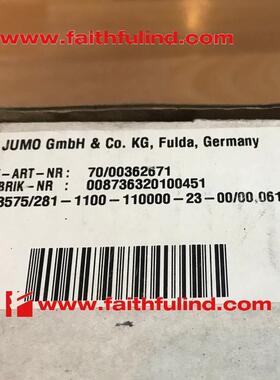 www.faithfulind.com
JUMO GmbH & Co. KG, Fulda, Germany
-ART-NR : 70/00362671
BRIK-NR : 008736320100451
3575/281-1100-110000-23-00/00,061
www.faithfulind.com